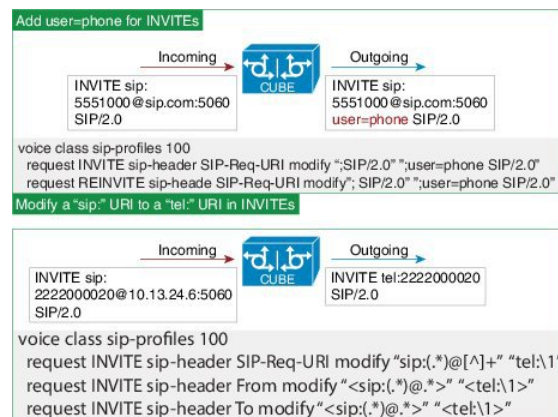 Add user=phone for INVITEs
Incoming
Outgoing
INVITE sip:
5551000@sip.com:5060
SIP/2.0
CUBE
INVITE sip:
5551000@sip.com:5060
user=phone SIP/2.0
voice class sip-profiles 100
request INVITE sip-header SIP-Req-URI modify ";SIP/2.0" ";user=phone SIP/2.0"
request REINVITE sip-heade SIP-Req-URI modify"; SIP/2.0" ";user=phone SIP/2.0"
Modify a "sip:" URI to a "tel:" URI in INVITEs
Incoming
Outgoing
INVITE sip:
2222000020@10.13.24.6:5060
SIP/2.0
CUBE
INVITE tel:2222000020
SIP/2.0
voice class sip-profiles 100
request INVITE sip-header SIP-Req-URI modify "sip:(.*)@[^]+" "tel:\1"
request INVITE sip-header From modify "<sip:(.*)@.*>" "<tel:\1>"
request INVITE sip-header To modify "<sip:(.*)@.*>" "<tel:\1>"